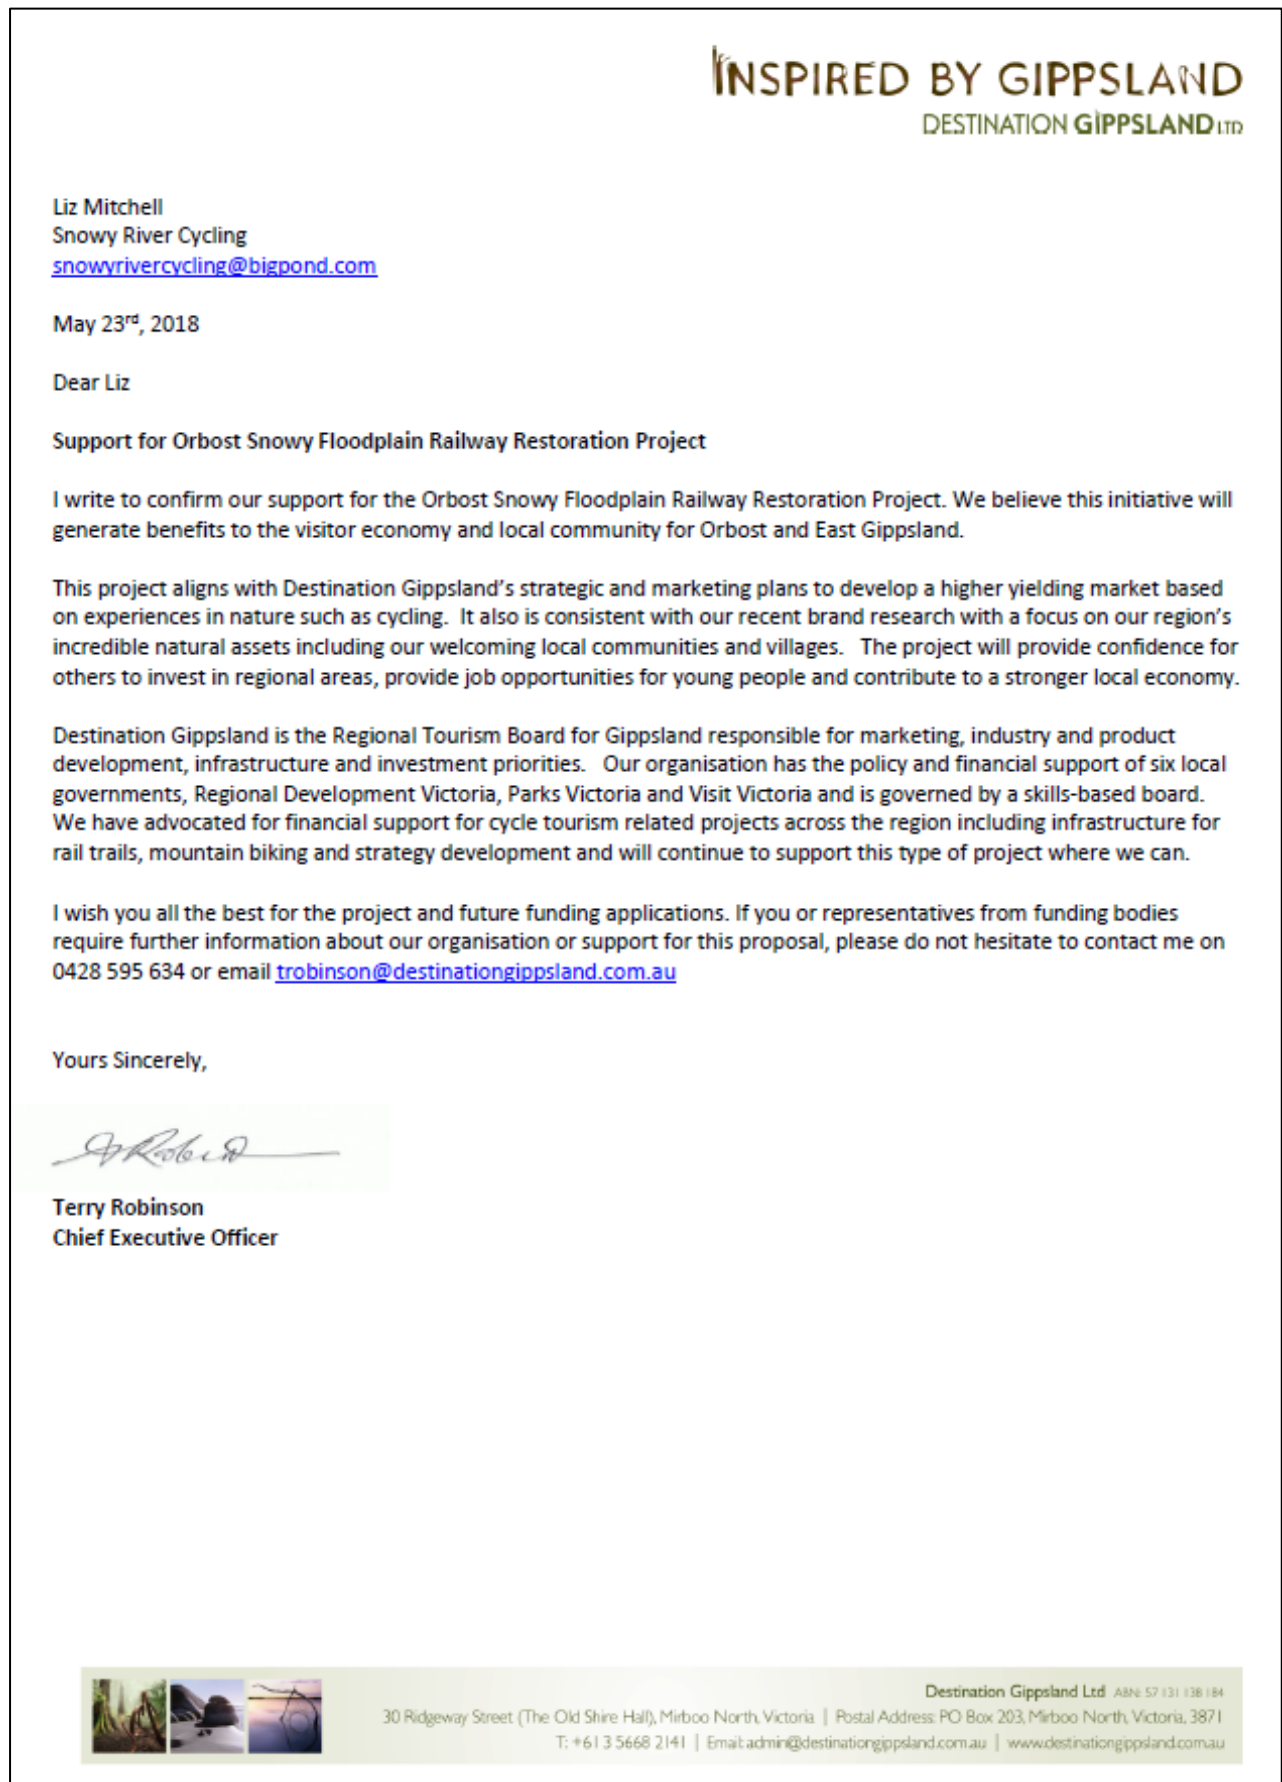 INSPIRED BY GIPPSLAND
DESTINATION GIPPSLAND LTD
Liz Mitchell
Snowy River Cycling
snowyrivercycling@bigpond.com
May 23rd, 2018
Dear Liz
Support for Orbost Snowy Floodplain Railway Restoration Project
I write to confirm our support for the Orbost Snowy Floodplain Railway Restoration Project. We believe this initiative will
generate benefits to the visitor economy and local community for Orbost and East Gippsland.
This project aligns with Destination Gippsland's strategic and marketing plans to develop a higher yielding market based
on experiences in nature such as cycling.  It also is consistent with our recent brand research with a focus on our region's
incredible natural assets including our welcoming local communities and villages.   The project will provide confidence for
others to invest in regional areas, provide job opportunities for young people and contribute to a stronger local economy.
Destination Gippsland is the Regional Tourism Board for Gippsland responsible for marketing, industry and product
development, infrastructure and investment priorities.   Our organisation has the policy and financial support of six local
governments, Regional Development Victoria, Parks Victoria and Visit Victoria and is governed by a skills-based board.
We have advocated for financial support for cycle tourism related projects across the region including infrastructure for
rail trails, mountain biking and strategy development and will continue to support this type of project where we can.
I wish you all the best for the project and future funding applications. If you or representatives from funding bodies
require further information about our organisation or support for this proposal, please do not hesitate to contact me on
0428 595 634 or email trobinson@destinationgippsland.com.au
Yours Sincerely,
Terry Robinson
Chief Executive Officer
Destination Gippsland Ltd ABN: 57 131 138 184
30 Ridgeway Street (The Old Shire Hall), Mirboo North, Victoria | Postal Address: PO Box 203, Mirboo North, Victoria, 3871
T: +61 3 5668 2141 | Email: admin@destinationgippsland.com.au | www.destinationgippsland.com.au